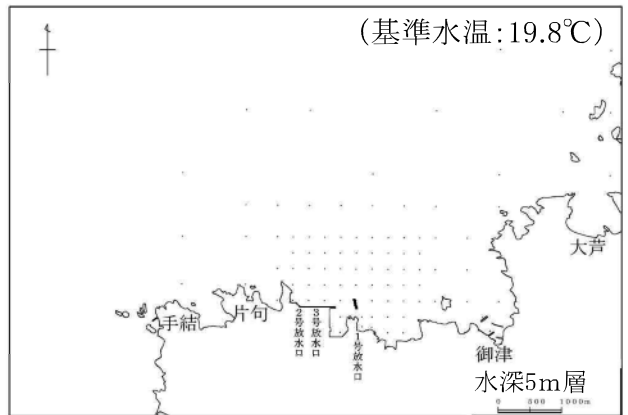 (基準水温:19.8℃)
大芦
手結
片句
2号放水口
3号放水口
1号放水口
御津
水深5m層
0 500 1000m